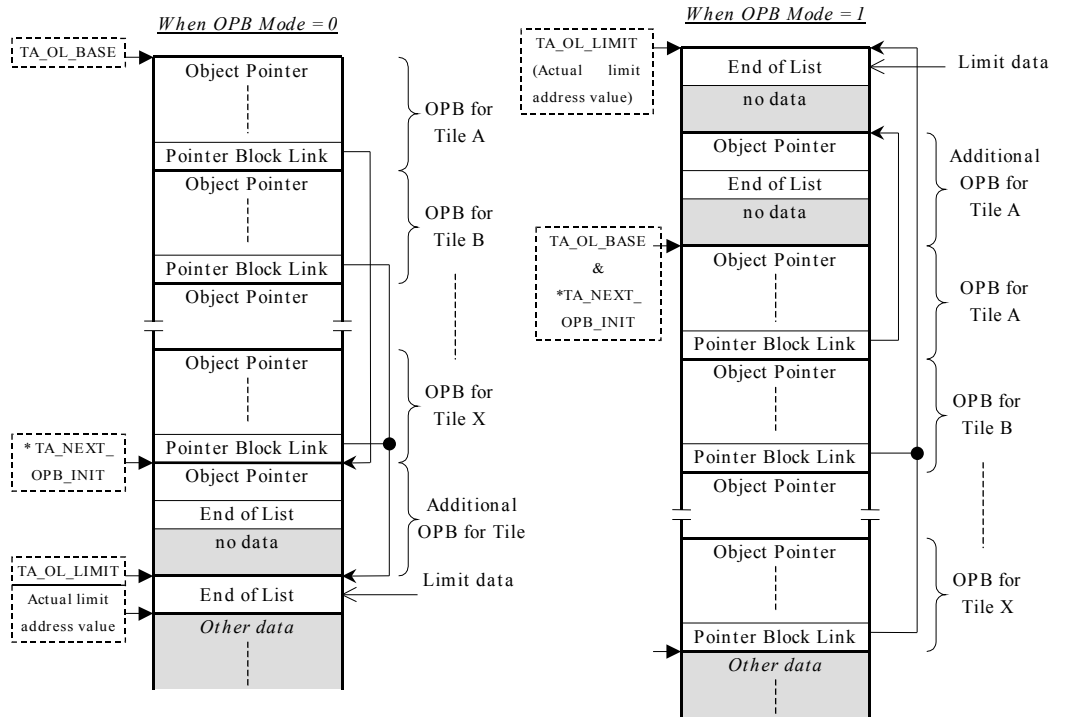 When OPB Mode = 0
TA_OL_BASE
Object Pointer
OPB for
Tile A
Pointer Block Link
Object Pointer
OPB for
Tile B
Pointer Block Link
Object Pointer
Object Pointer
OPB for
Tile X
Pointer Block Link
* TA_NEXT_
OPB_INIT
Object Pointer
End of List
Additional
OPB for Tile
no data
TA_OL_LIMIT
End of List
Limit data
Actual limit
address value
Other data
When OPB Mode = 1
TA_OL_LIMIT
(Actual limit
address value)
End of List
Limit data
no data
Object Pointer
End of List
no data
Additional
OPB for
Tile A
TA_OL_BASE
&
*TA_NEXT_
OPB_INIT
Object Pointer
OPB for
Tile A
Pointer Block Link
Object Pointer
OPB for
Tile B
Pointer Block Link
Object Pointer
Object Pointer
OPB for
Tile X
Pointer Block Link
Other data